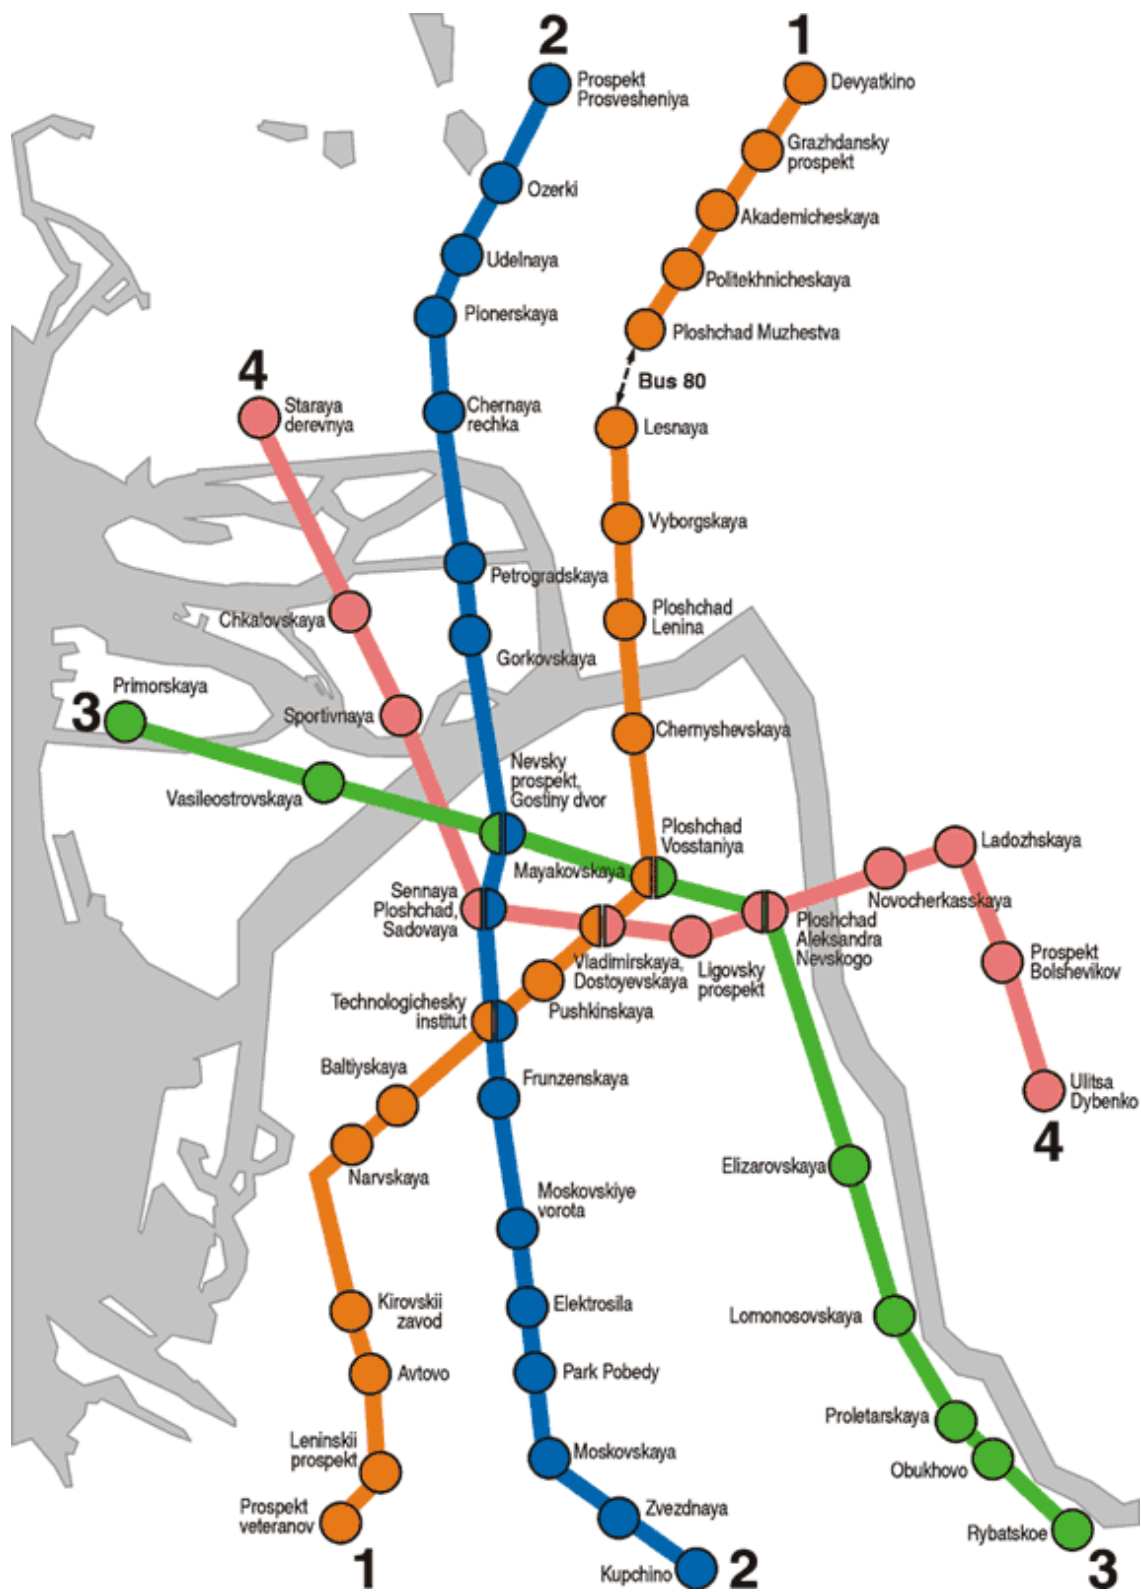 2
1
Prospekt
Prosvesheniya
Devyatkino
Grazhdansky
prospekt
Ozerki
Akademicheskaya
Udelnaya
Politekhnicheskaya
Pionerskaya
Ploshchad Muzhestva
4
Bus 80
Staraya
derevnya
Chernaya
rechka
Lesnaya
Vyborgskaya
Petrogradskaya
Chkalovskaya
Ploshchad
Lenina
Gorkovskaya
Primorskaya
3
Sportivnaya
Chernyshevskaya
Nevsky
prospekt,
Gostiny dvor
Vasileostrovskaya
Ploshchad
Vosstaniya
Mayakovskaya
Ladozhskaya
Novocherkasskaya
Sennaya
Ploshchad,
Sadovaya
Ploshchad
Aleksandra
Nevskogo
Vladimirskaya,
Dostoyevskaya
Ligovsky
prospekt
Prospekt
Bolshevikov
Pushkinskaya
Technologichesky
institut
Baltiyskaya
Frunzenskaya
Ulitsa
Dybenko
4
Narvskaya
Elizarovskaya
Moskovskiye
vorota
Kirovskii
zavod
Elektrosila
Lomonosovskaya
Avtovo
Park Pobedy
Proletarskaya
Leninskii
prospekt
Moskovskaya
Obukhovo
Prospekt
veteranov
Zvezdnaya
Rybatskoe
1
Kupchino
2
3